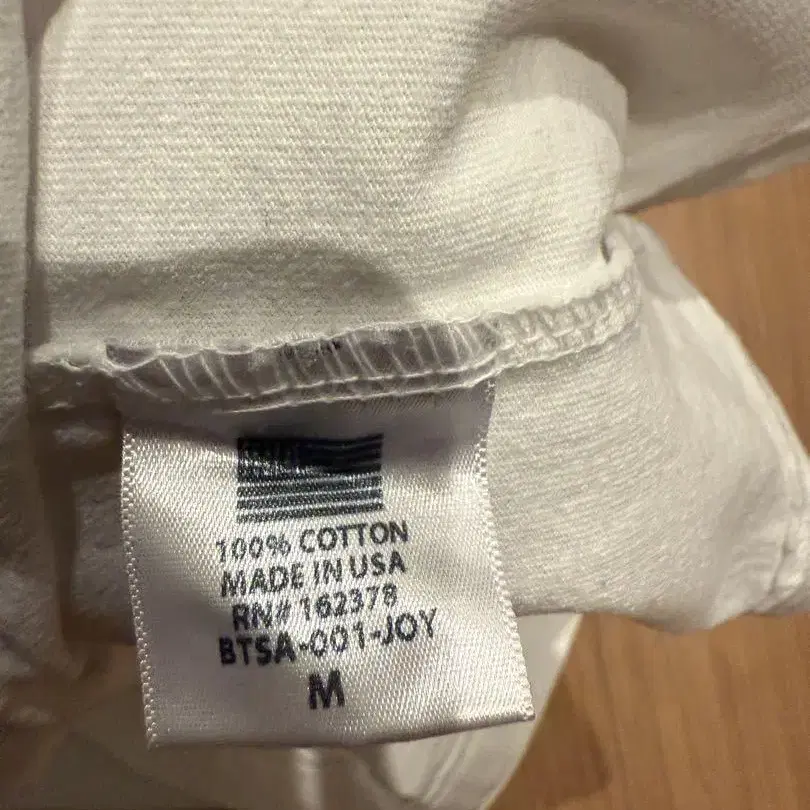 100% COTTON
MADE IN USA
RN# 162378
BTSA-001-JOY
M